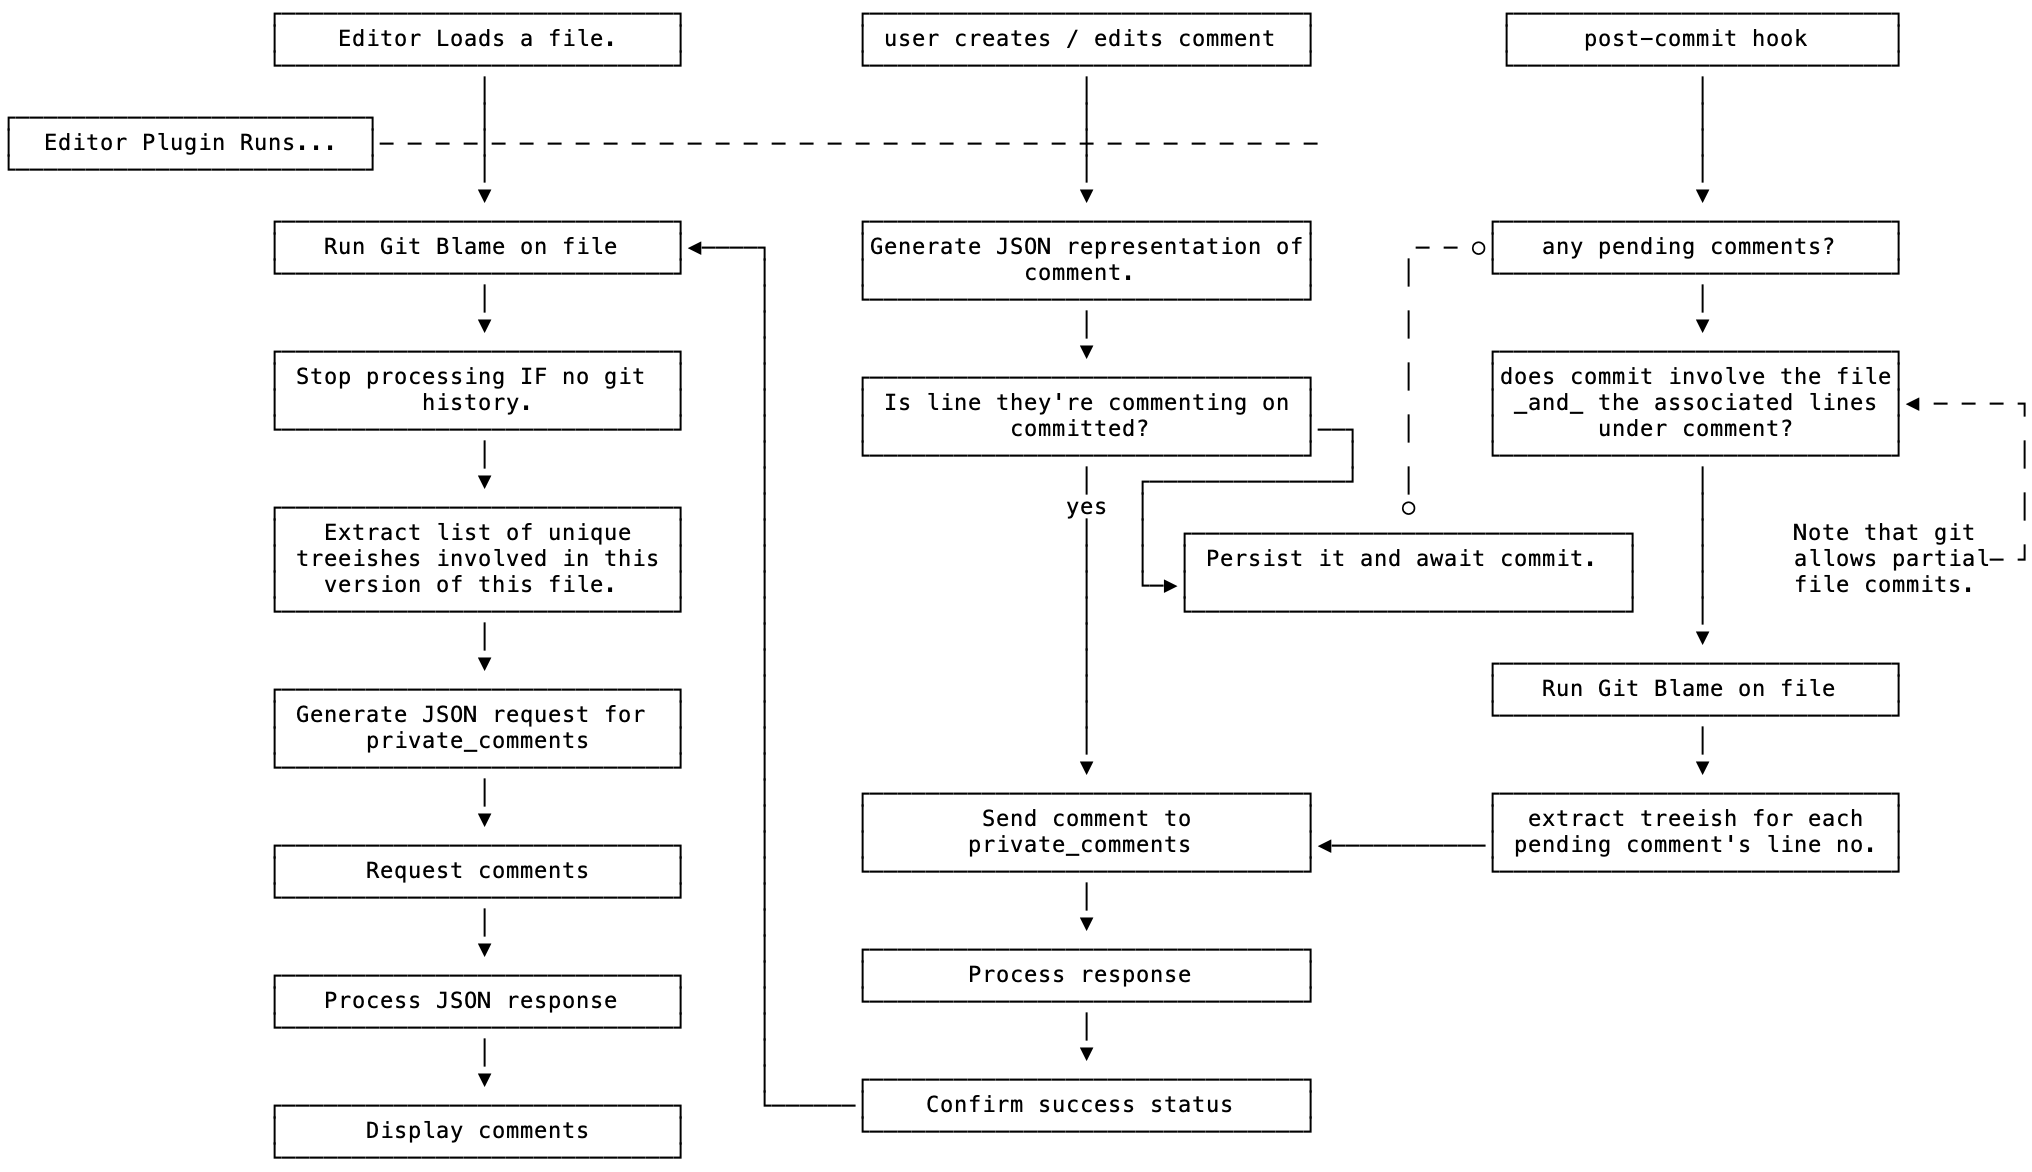 Editor Loads a file.
user creates / edits comment
post-commit hook
Editor Plugin Runs...
Run Git Blame on file
Generate JSON representation of
comment.
any pending comments?
Stop processing IF no git
history.
Is line they're commenting on
committed?
does commit involve the file
_and_ the associated lines
under comment?
yes
Extract list of unique
treeishes involved in this
version of this file.
Persist it and await commit.
Note that git
allows partial
file commits.
Generate JSON request for
private_comments
Run Git Blame on file
Request comments
Send comment to
private_comments
extract treeish for each
pending comment's line no.
Process JSON response
Process response
Display comments
Confirm success status